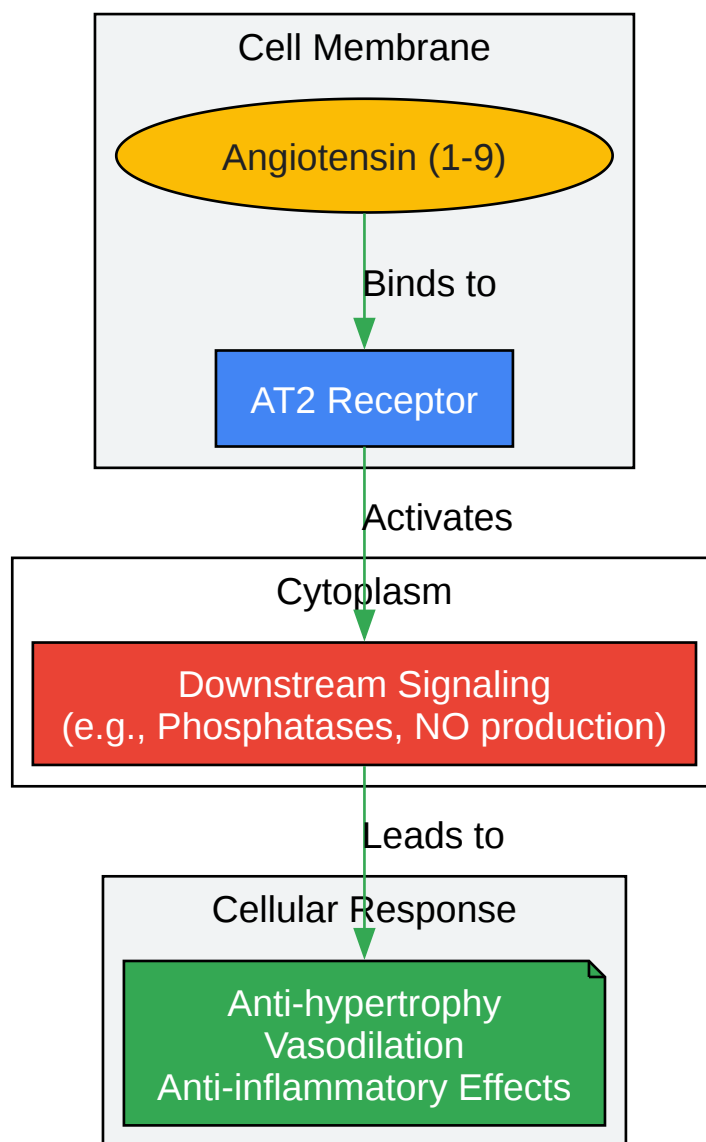 Cell Membrane
Angiotensin (1-9)
Binds to
AT2 Receptor
Activates
Cytoplasm
Downstream Signaling
(e.g., Phosphatases, NO production)
Leads to
Cellular Response
Anti-hypertrophy
Vasodilation
Anti-inflammatory Effects